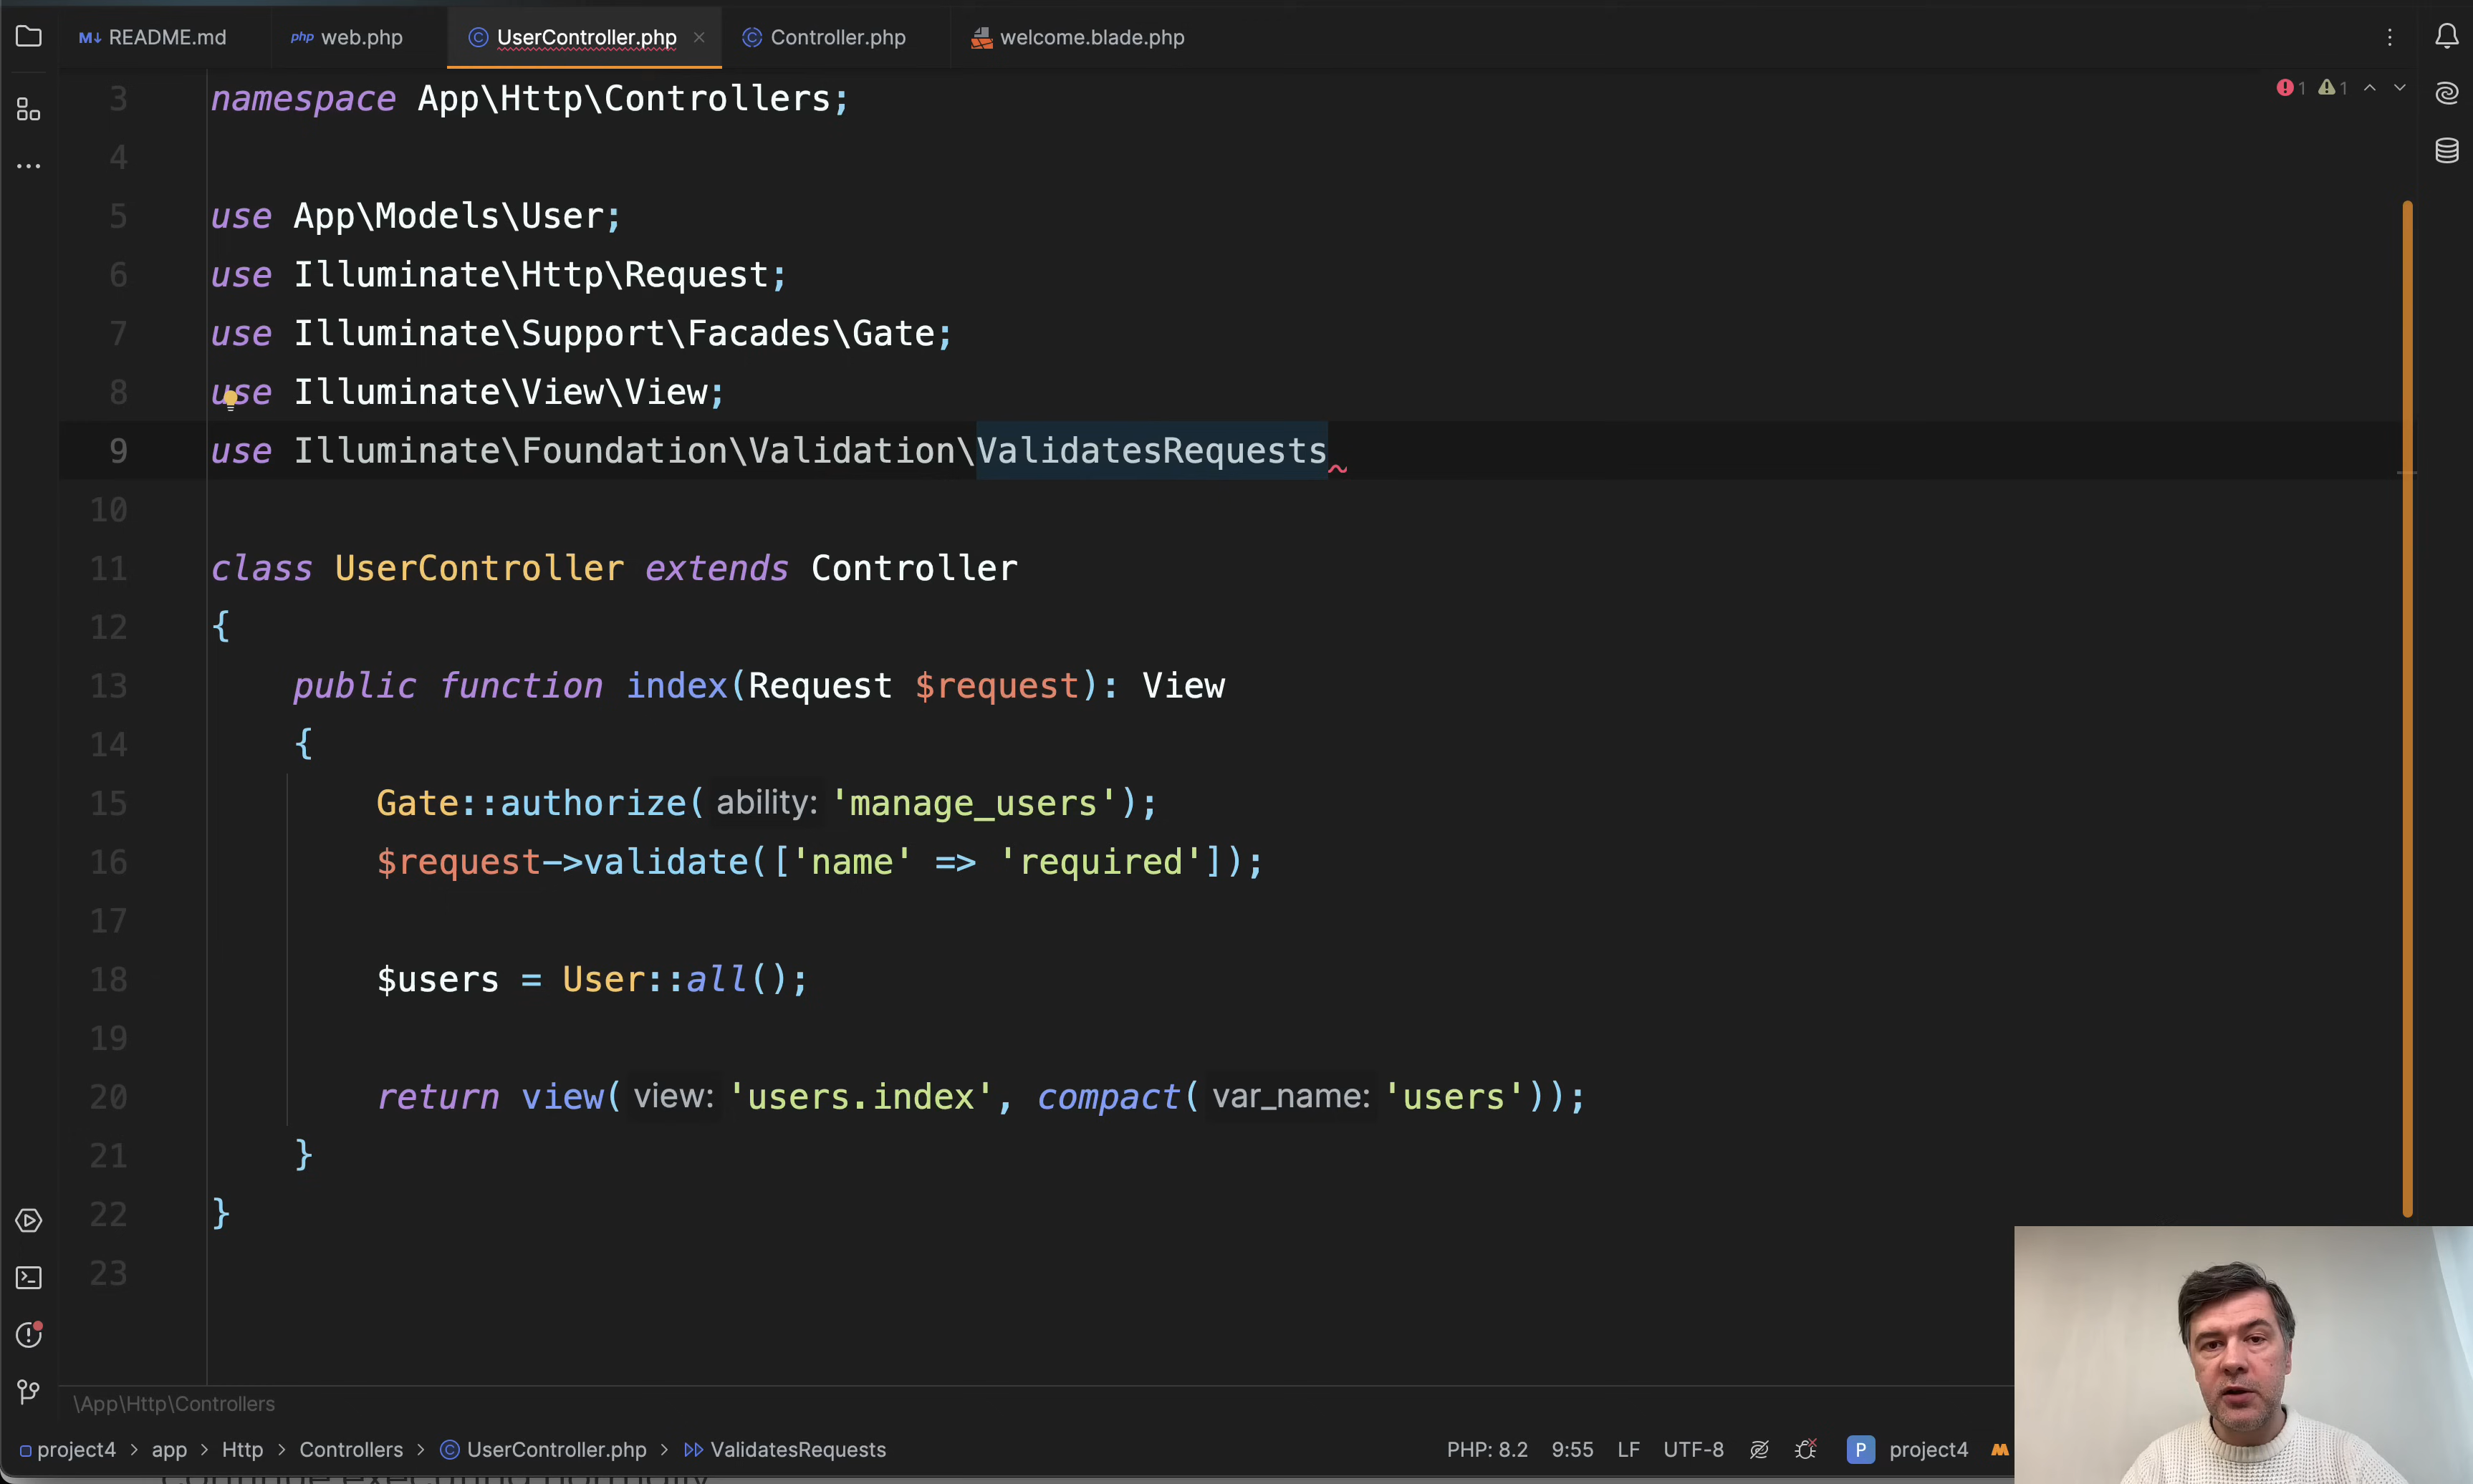 README.md
php web.php
UserController.php
Controller.php
welcome.blade.php
1 1
3 namespace App\Http\Controllers;
4
5 use App\Models\User;
6 use Illuminate\Http\Request;
7 use Illuminate\Support\Facades\Gate;
8 use Illuminate\View\View;
9 use Illuminate\Foundation\Validation\ValidatesRequests
10
11 class UserController extends Controller
12 {
13 public function index(Request $request): View
14 {
15 Gate::authorize( ability: 'manage_users');
16 $request->validate(['name' => 'required']);
17
18 $users = User::all();
19
20 return view( view: 'users.index', compact( var_name: 'users'));
21 }
22 }
23
\App\Http\Controllers
project4 > app > Http > Controllers > UserController.php > ValidatesRequests
PHP: 8.2 9:55 LF UTF-8 P project4